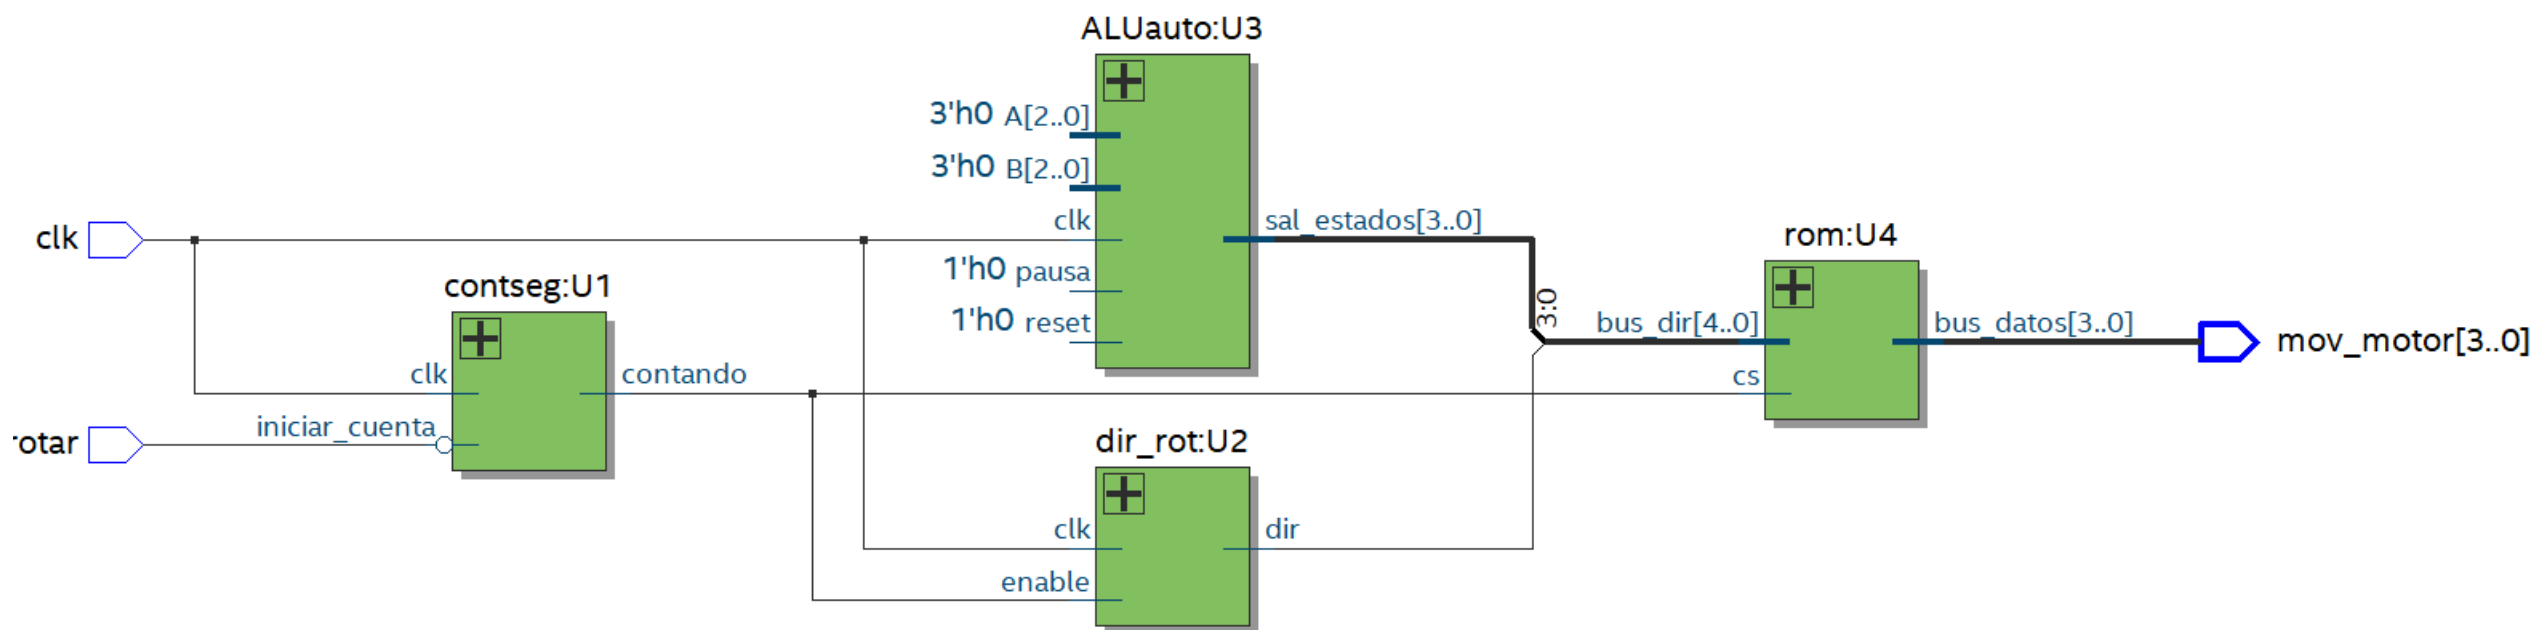 ALUauto:U3
3'h0 A[2..0]
3'h0 B[2..0]
clk
1'h0 pausa
1'h0 reset
sal_estados[3..0]
clk
contseg:U1
clk
iniciar_cuenta
contando
rotar
dir_rot:U2
clk
enable
dir
3:0
rom:U4
bus_dir[4..0]
cs
bus_datos[3..0]
mov_motor[3..0]